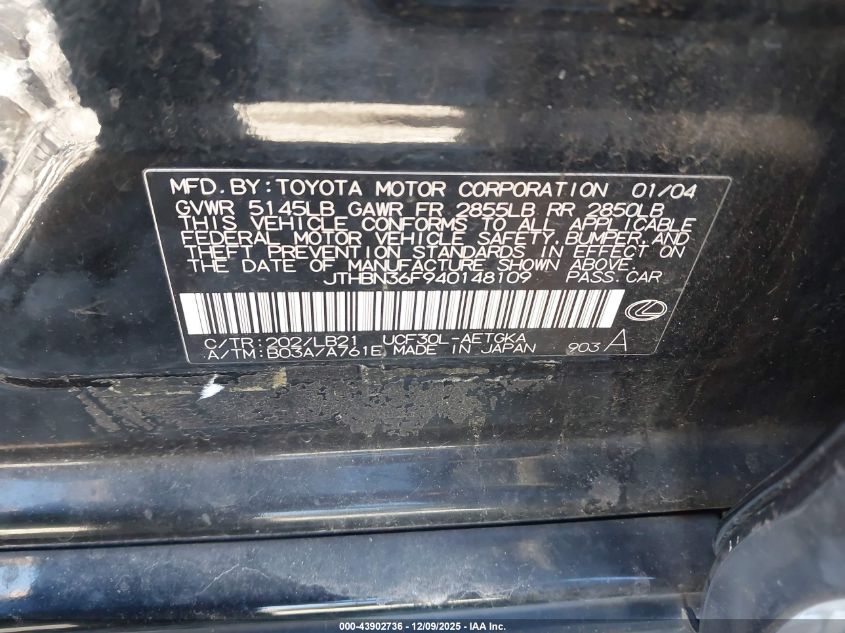 MFD. BY: TOYOTA MOTOR CORPORATION 01/04
GVWR 5145LB GAWR FR 2855LB RR 2850LB
THIS VEHICLE CONFORMS TO ALL APPLICABLE
FEDERAL MOTOR VEHICLE SAFETY, BUMPER, AND
THEFT PREVENTION STANDARDS IN EFFECT ON
THE DATE OF MANUFACTURE SHOWN ABOVE.
JTHBN36F940148109 PASS. CAR
C/TR: 202/LB21 UCF30L-AETGKA
A/TM: B03A/A761E MADE IN JAPAN 903 A
000-43902736 - 12/09/2025 - IAA Inc.